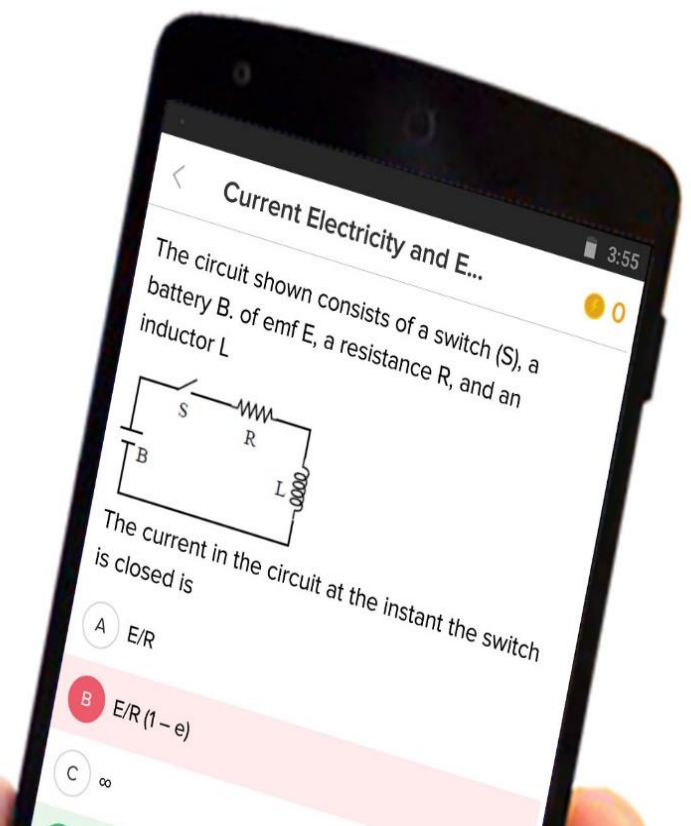 3:55
Current Electricity and E...
0
The circuit shown consists of a switch (S), a
battery B. of emf E, a resistance R, and an
inductor L
S
R
B
L
The current in the circuit at the instant the switch
is closed is
A E/R
B E/R (1 – e)
C ∞